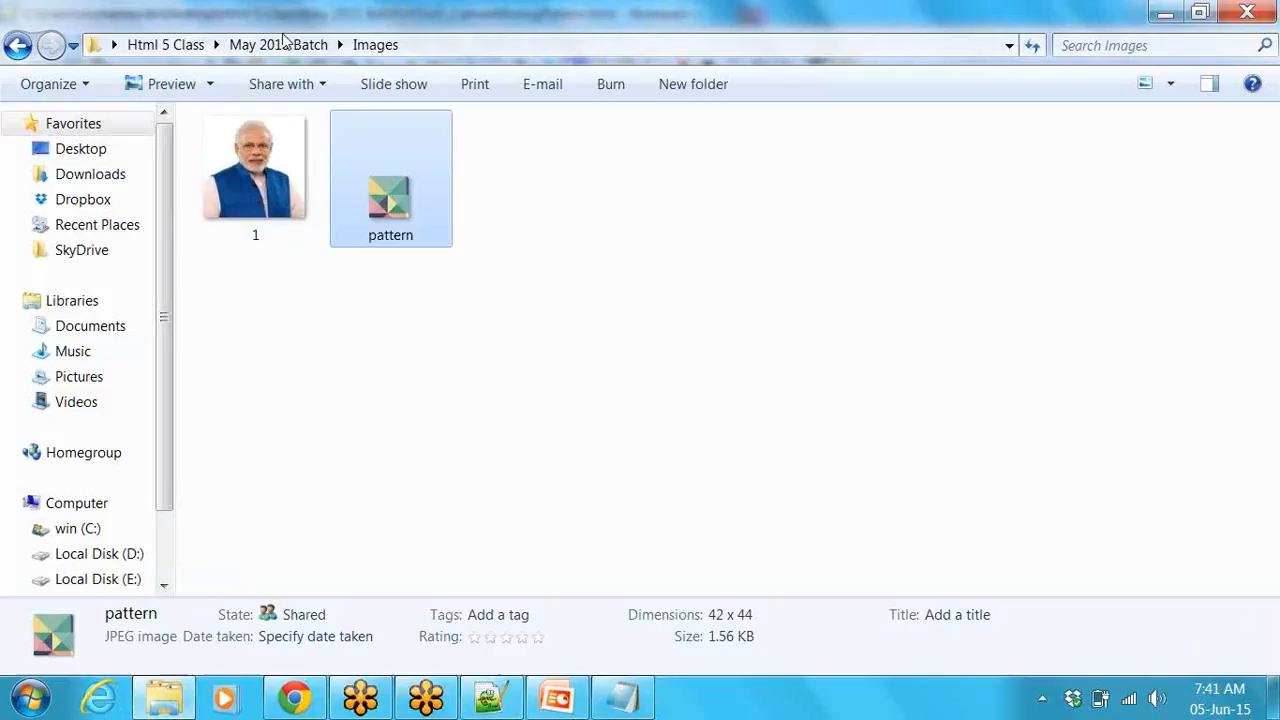 Html 5 Class
May 201 Batch
Images
Search Images
Organize
Preview
Share with
Slide show
Print
E-mail
Burn
New folder
Favorites
Desktop
Downloads
Dropbox
Recent Places
SkyDrive
Libraries
Documents
Music
Pictures
Videos
Homegroup
Computer
win (C:)
Local Disk (D:)
Local Disk (E:)
1
pattern
pattern
State: Shared
Tags: Add a tag
Dimensions: 42 x 44
Title: Add a title
JPEG image
Date taken: Specify date taken
Rating:
Size: 1.56 KB
7:41 AM
05-Jun-15